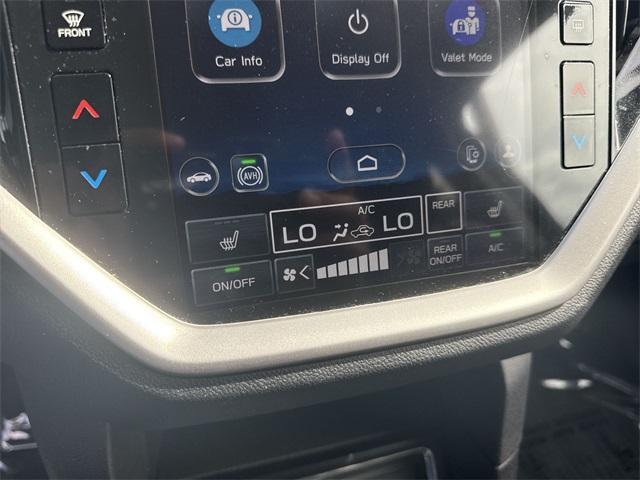 FRONT
Car Info
Display Off
Valet Mode
AVH
A/C
LO LO
REAR
ON/OFF
REAR ON/OFF
A/C